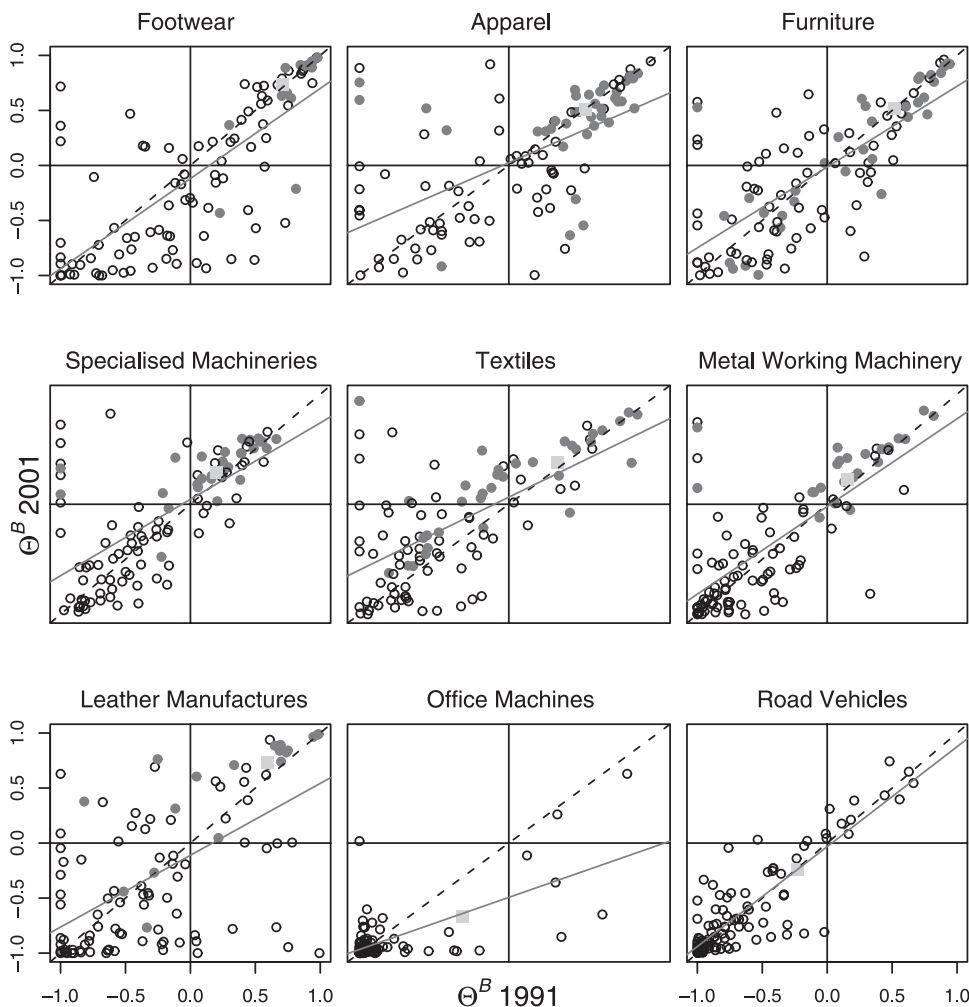 Footwear
Apparel
Furniture
1.0
0.5
0.0
−0.5
−1.0
Specialised Machineries
Textiles
Metal Working Machinery
Θ^B 2001
Leather Manufactures
Office Machines
Road Vehicles
1.0
0.5
0.0
−0.5
−1.0
−1.0 −0.5 0.0 0.5 1.0
−1.0 −0.5 0.0 0.5 1.0
Θ^B 1991